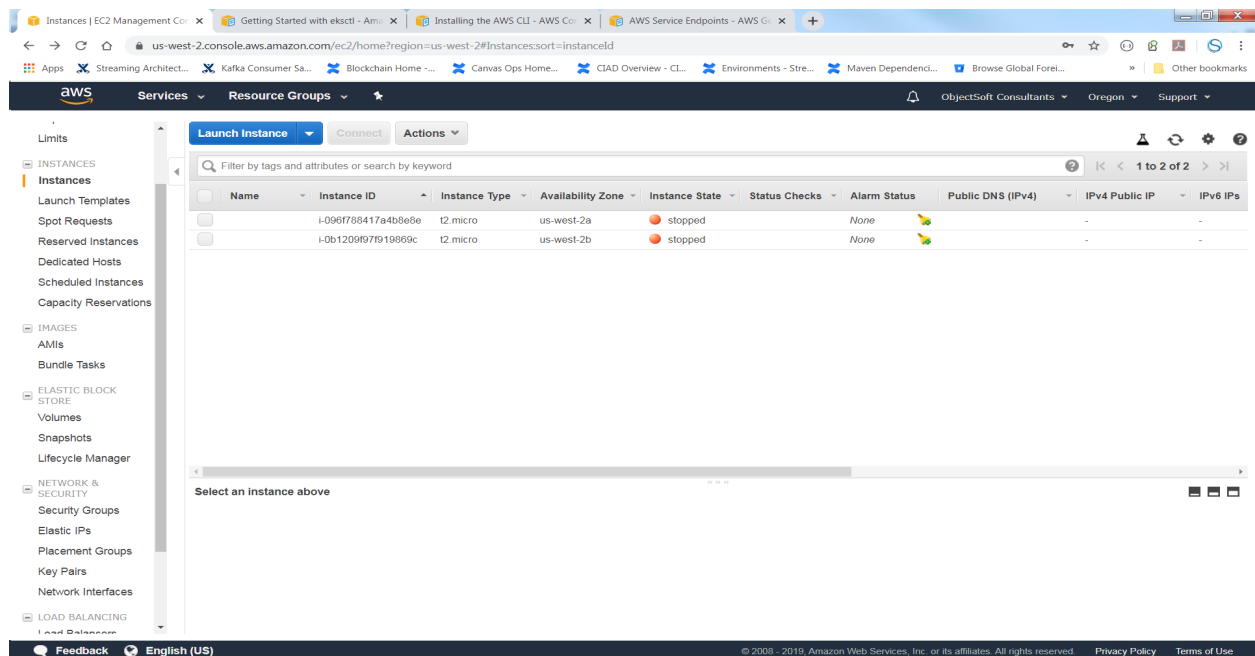 Instances | EC2 Management Cor
Getting Started with eksctl - Ama
Installing the AWS CLI - AWS Co
AWS Service Endpoints - AWS G
us-west-2.console.aws.amazon.com/ec2/home?region=us-west-2#Instances:sort=instanceId
Apps Streaming Architect... Kafka Consumer Sa... Blockchain Home -... Canvas Ops Home... CIAD Overview - CI... Environments - Stre... Maven Dependenci... Browse Global Forei... » Other bookmarks
aws Services Resource Groups ObjectSoft Consultants Oregon Support
Limits
INSTANCES
Instances
Launch Templates
Spot Requests
Reserved Instances
Dedicated Hosts
Scheduled Instances
Capacity Reservations
IMAGES
AMIs
Bundle Tasks
ELASTIC BLOCK
STORE
Volumes
Snapshots
Lifecycle Manager
NETWORK &
SECURITY
Security Groups
Elastic IPs
Placement Groups
Key Pairs
Network Interfaces
LOAD BALANCING
Load Balancers
Launch Instance Connect Actions
Filter by tags and attributes or search by keyword 1 to 2 of 2
Name Instance ID Instance Type Availability Zone Instance State Status Checks Alarm Status Public DNS (IPv4) IPv4 Public IP IPv6 IPs
i-096f788417a4b8e8e t2.micro us-west-2a stopped None - -
i-0b1209f97f919869c t2.micro us-west-2b stopped None - -
Select an instance above
Feedback English (US) © 2008 - 2019, Amazon Web Services, Inc. or its affiliates. All rights reserved. Privacy Policy Terms of Use